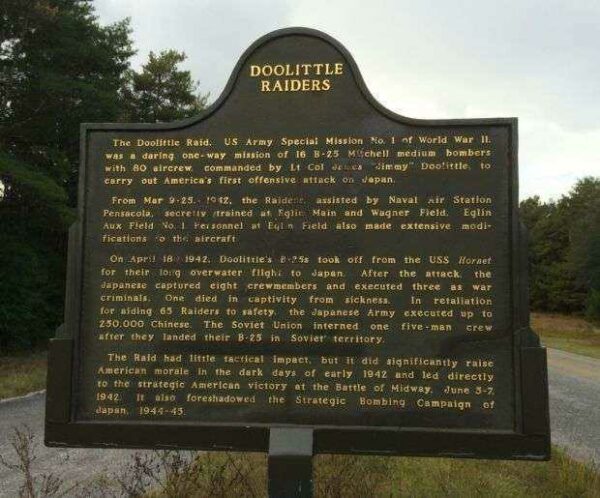 DOOLITTLE
RAIDERS
The Doolittle Raid, US Army Special Mission No. 1 of World War II,
was a daring one-way mission of 16 B-25 Mitchell medium bombers
with 80 aircrew, commanded by Lt Col James "Jimmy" Doolittle, to
carry out America's first offensive attack on Japan.
From Mar 9-25, 1942, the Raiders, assisted by Naval Air Station
Pensacola, secretly trained at Eglin Main and Wagner Field, Eglin
Aux Field No. 1. Personnel at Eglin Field also made extensive modi-
fications to the aircraft.
On April 18, 1942, Doolittle's B-25s took off from the USS Hornet
for their long overwater flight to Japan. After the attack, the
Japanese captured eight crewmembers and executed three as war
criminals. One died in captivity from sickness. In retaliation
for aiding 65 Raiders to safety, the Japanese Army executed up to
250,000 Chinese. The Soviet Union interned one five-man crew
after they landed their B-25 in Soviet territory.
The Raid had little tactical impact, but it did significantly raise
American morale in the dark days of early 1942 and led directly
to the strategic American victory at the Battle of Midway, June 3-7,
1942. It also foreshadowed the Strategic Bombing Campaign of
Japan, 1944-45.